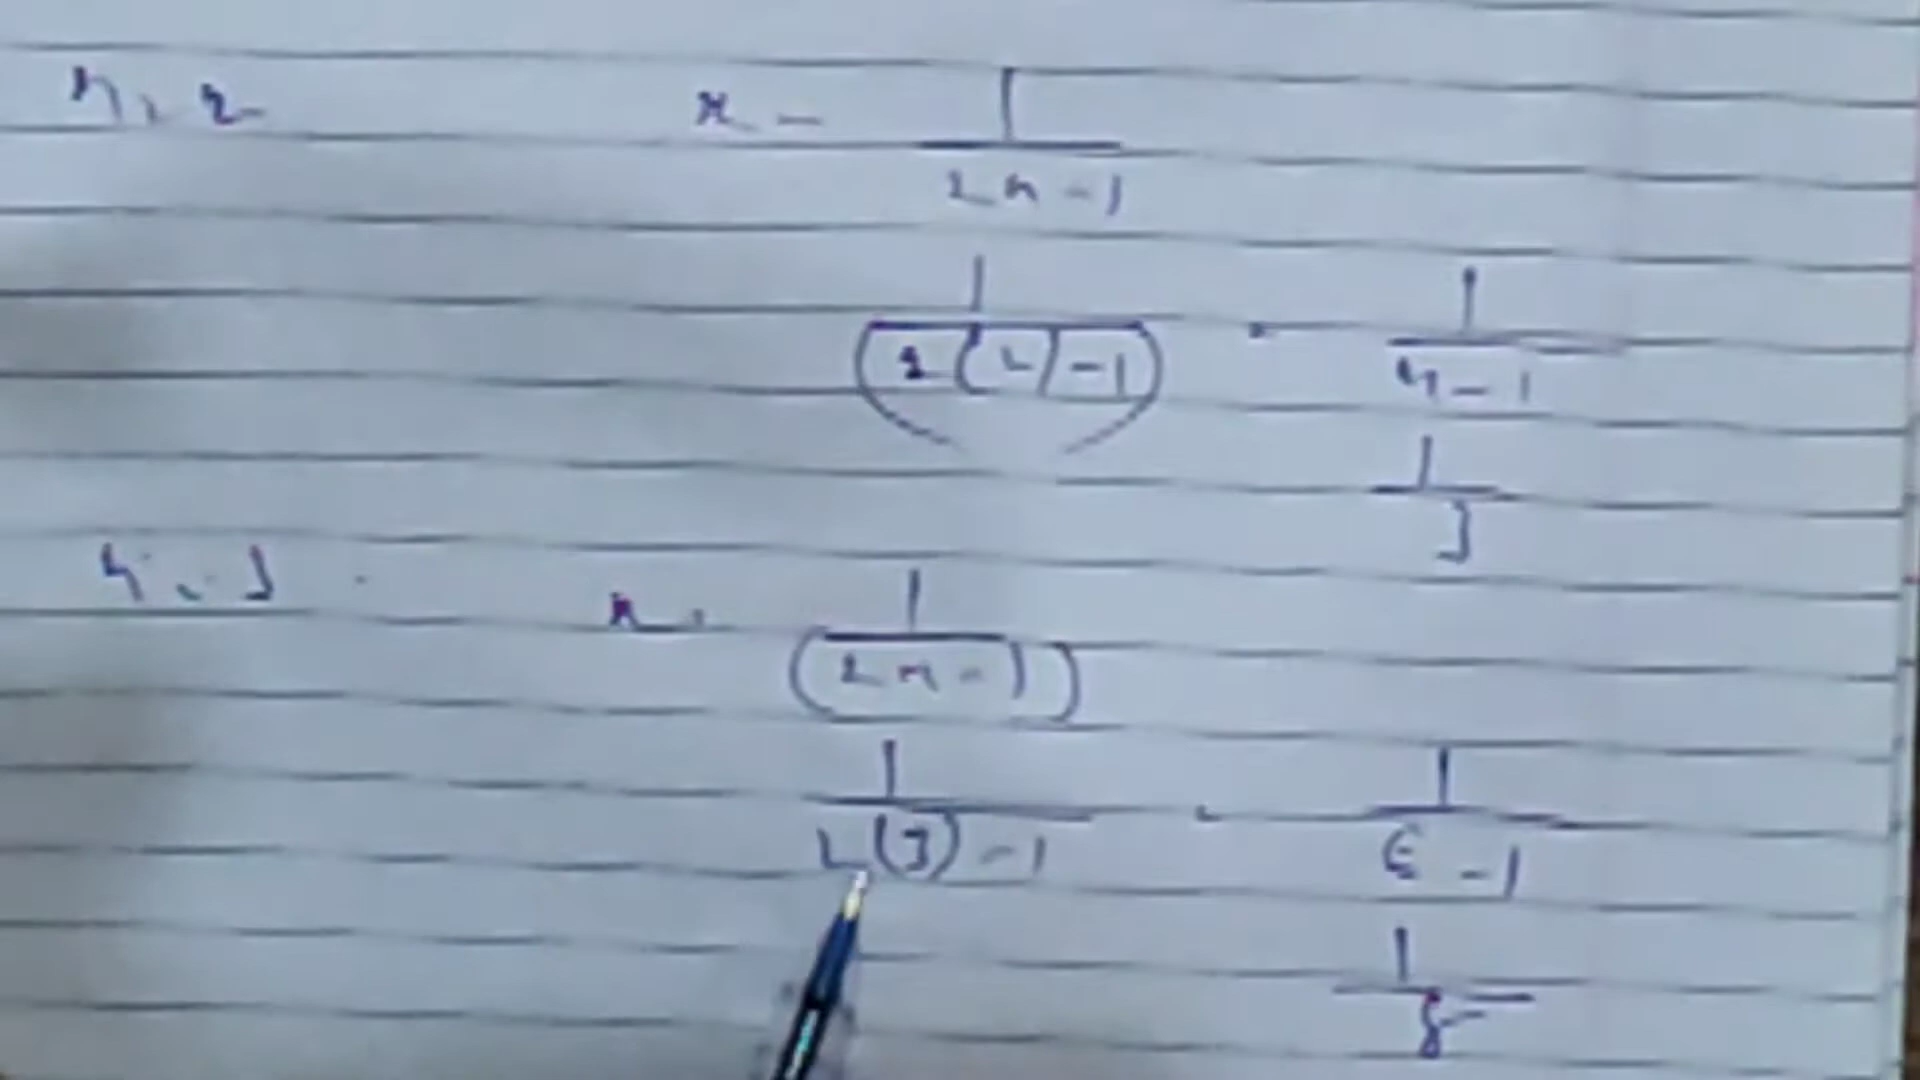 n, 2 x = 1/(2n-1)
1/(2(2)-1) = 1/(4-1)
1/3
n, 3 x = 1/(2n-1)
1/(2(3)-1) = 1/(6-1)
1/5